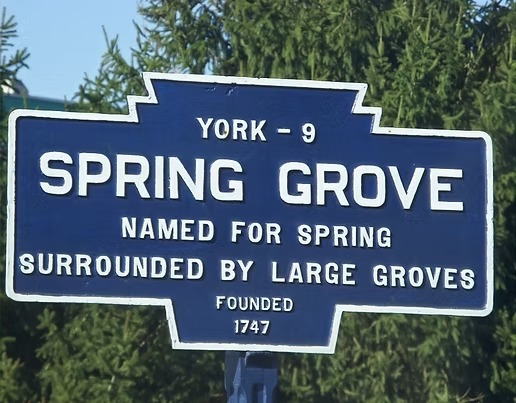 YORK - 9
SPRING GROVE
NAMED FOR SPRING
SURROUNDED BY LARGE GROVES
FOUNDED
1747